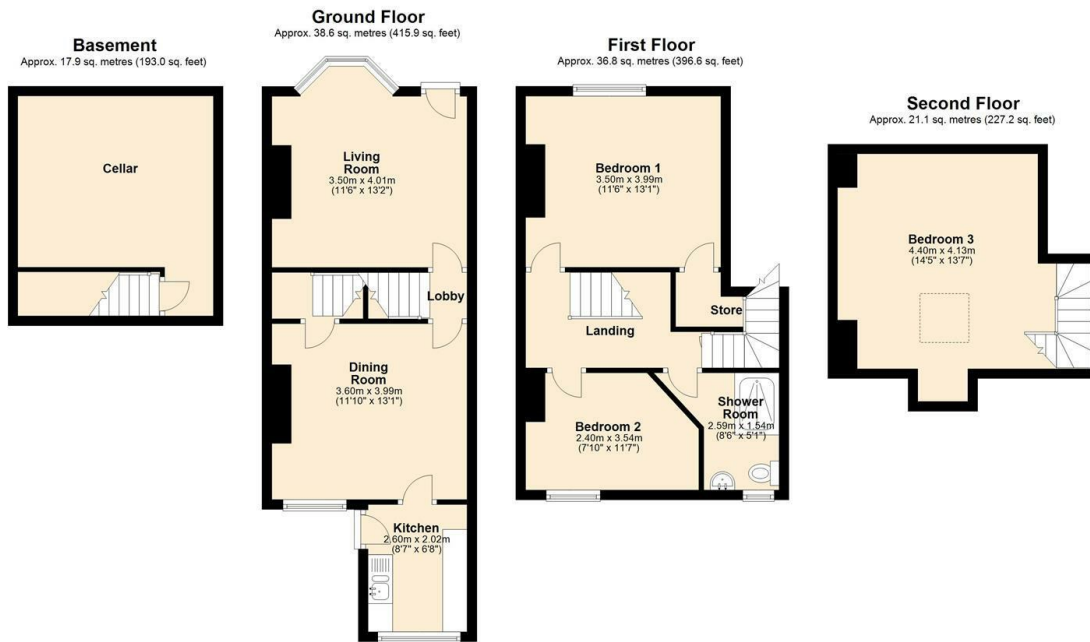 Basement
Approx. 17.9 sq. metres (193.0 sq. feet)
Cellar
Ground Floor
Approx. 38.6 sq. metres (415.9 sq. feet)
Living
Room
3.50m x 4.01m
(11'6" x 13'2")
Lobby
Dining
Room
3.60m x 3.99m
(11'10" x 13'1")
Kitchen
2.60m x 2.02m
(8'7" x 6'8")
First Floor
Approx. 36.8 sq. metres (396.6 sq. feet)
Bedroom 1
3.50m x 3.99m
(11'6" x 13'1")
Store
Landing
Bedroom 2
2.40m x 3.54m
(7'10" x 11'7")
Shower
Room
2.59m x 1.54m
(8'6" x 5'1")
Second Floor
Approx. 21.1 sq. metres (227.2 sq. feet)
Bedroom 3
4.40m x 4.13m
(14'5" x 13'7")